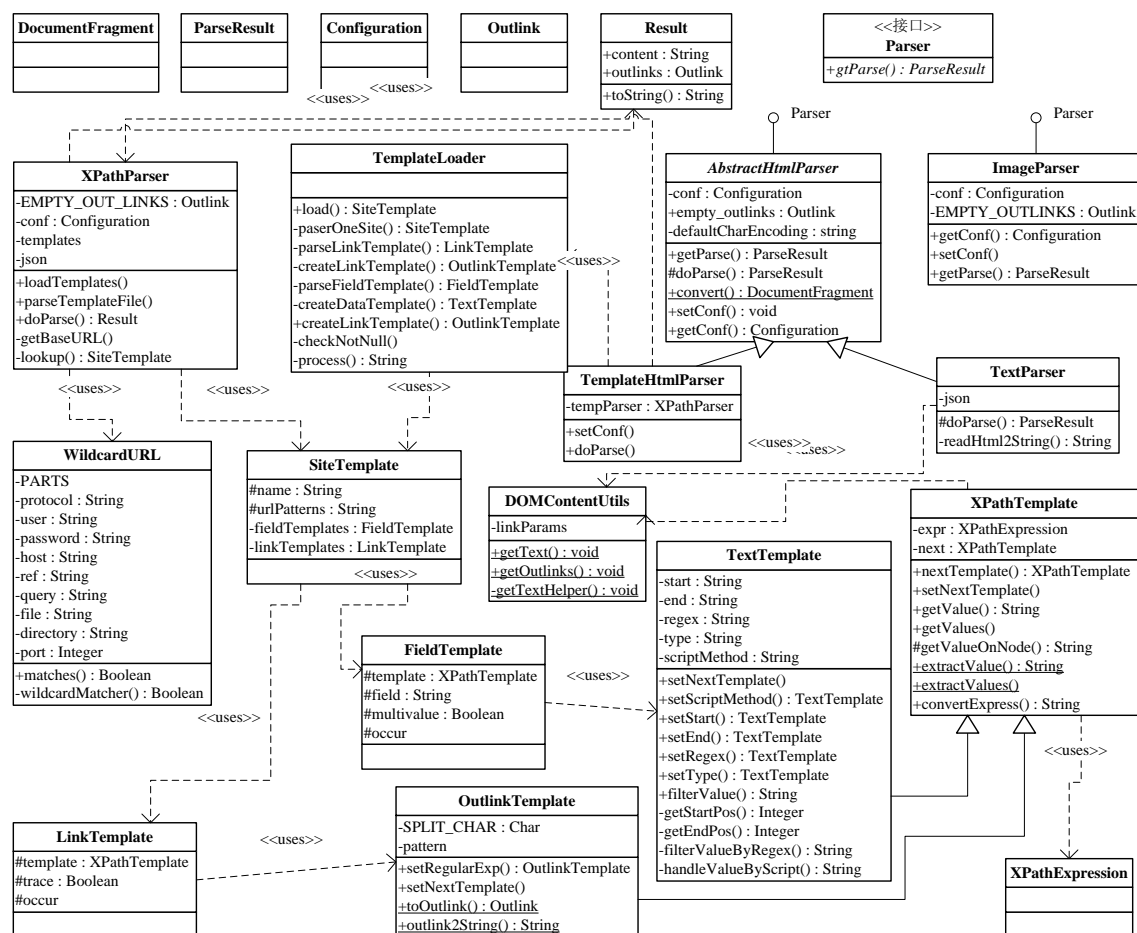 DocumentFragment
ParseResult
Configuration
Outlink
Result
+content : String
+outlinks : Outlink
+toString() : String
<<接口>>
Parser
+gtParse() : ParseResult
<<uses>>
<<uses>>
<<uses>>
Parser
Parser
XPathParser
-EMPTY_OUT_LINKS : Outlink
-conf : Configuration
-templates
-json
+loadTemplates()
+parseTemplateFile()
+doParse() : Result
-getBaseURL()
-lookup() : SiteTemplate
TemplateLoader
+load() : SiteTemplate
-paserOneSite() : SiteTemplate
-parseLinkTemplate() : LinkTemplate
-createLinkTemplate() : OutlinkTemplate
-parseFieldTemplate() : FieldTemplate
-createDataTemplate() : TextTemplate
+createLinkTemplate() : OutlinkTemplate
-checkNotNull()
-process() : String
<<uses>>
<<uses>>
AbstractHtmlParser
-conf : Configuration
+empty_outlinks : Outlink
-defaultCharEncoding : string
+getParse() : ParseResult
#doParse() : ParseResult
+convert() : DocumentFragment
+setConf() : void
+getConf() : Configuration
ImageParser
-conf : Configuration
-EMPTY_OUTLINKS : Outlink
+getConf() : Configuration
+setConf()
+getParse() : ParseResult
<<uses>>
<<uses>>
<<uses>>
TemplateHtmlParser
-tempParser : XPathParser
+setConf()
+doParse()
TextParser
-json
#doParse() : ParseResult
-readHtml2String() : String
<<uses>>
<<uses>>
WildcardURL
-PARTS
-protocol : String
-user : String
-password : String
-host : String
-ref : String
-query : String
-file : String
-directory : String
-port : Integer
+matches() : Boolean
-wildcardMatcher() : Boolean
SiteTemplate
#name : String
#urlPatterns : String
-fieldTemplates : FieldTemplate
-linkTemplates : LinkTemplate
<<uses>>
DOMContentUtils
-linkParams
+getText() : void
+getOutlinks() : void
-getTextHelper() : void
TextTemplate
-start : String
-end : String
-regex : String
-type : String
-scriptMethod : String
+setNextTemplate()
+setScriptMethod() : TextTemplate
+setStart() : TextTemplate
+setEnd() : TextTemplate
+setRegex() : TextTemplate
+setType() : TextTemplate
+filterValue() : String
-getStartPos() : Integer
-getEndPos() : Integer
-filterValueByRegex() : String
-handleValueByScript() : String
XPathTemplate
-expr : XPathExpression
-next : XPathTemplate
+nextTemplate() : XPathTemplate
+setNextTemplate()
+getValue() : String
+getValues()
#getValueOnNode() : String
+extractValue() : String
+extractValues()
+convertExpress() : String
FieldTemplate
#template : XPathTemplate
#field : String
#multivalue : Boolean
#occur
<<uses>>
<<uses>>
<<uses>>
LinkTemplate
#template : XPathTemplate
#trace : Boolean
#occur
<<uses>>
OutlinkTemplate
-SPLIT_CHAR : Char
-pattern
+setRegularExp() : OutlinkTemplate
+setNextTemplate()
+toOutlink() : Outlink
+outlink2String() : String
XPathExpression